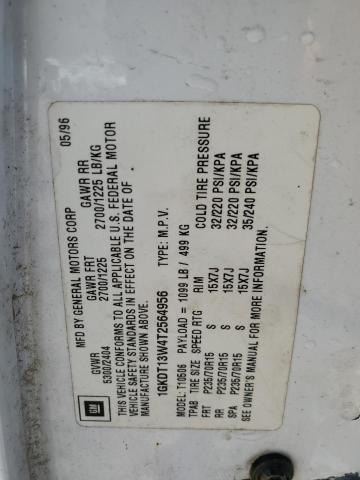 MFD BY GENERAL MOTORS CORP 05/96
GVWR GAWR FRT GAWR RR
5300/2404 2700/1225 2700/1225 LB/KG
THIS VEHICLE CONFORMS TO ALL APPLICABLE U.S. FEDERAL MOTOR
VEHICLE SAFETY STANDARDS IN EFFECT ON THE DATE OF
MANUFACTURE SHOWN ABOVE.
1GKDT13W4T2564956 TYPE: M.P.V.
MODEL: T10506 PAYLOAD = 1099 LB / 499 KG
TPAB TIRE SIZE SPEED RTG RIM COLD TIRE PRESSURE
FRT P235/70R15 S 15X7J 32/220 PSI/KPA
RR P235/70R15 S 15X7J 32/220 PSI/KPA
SPA P235/70R15 S 15X7J 35/240 PSI/KPA
SEE OWNER'S MANUAL FOR MORE INFORMATION.
GM